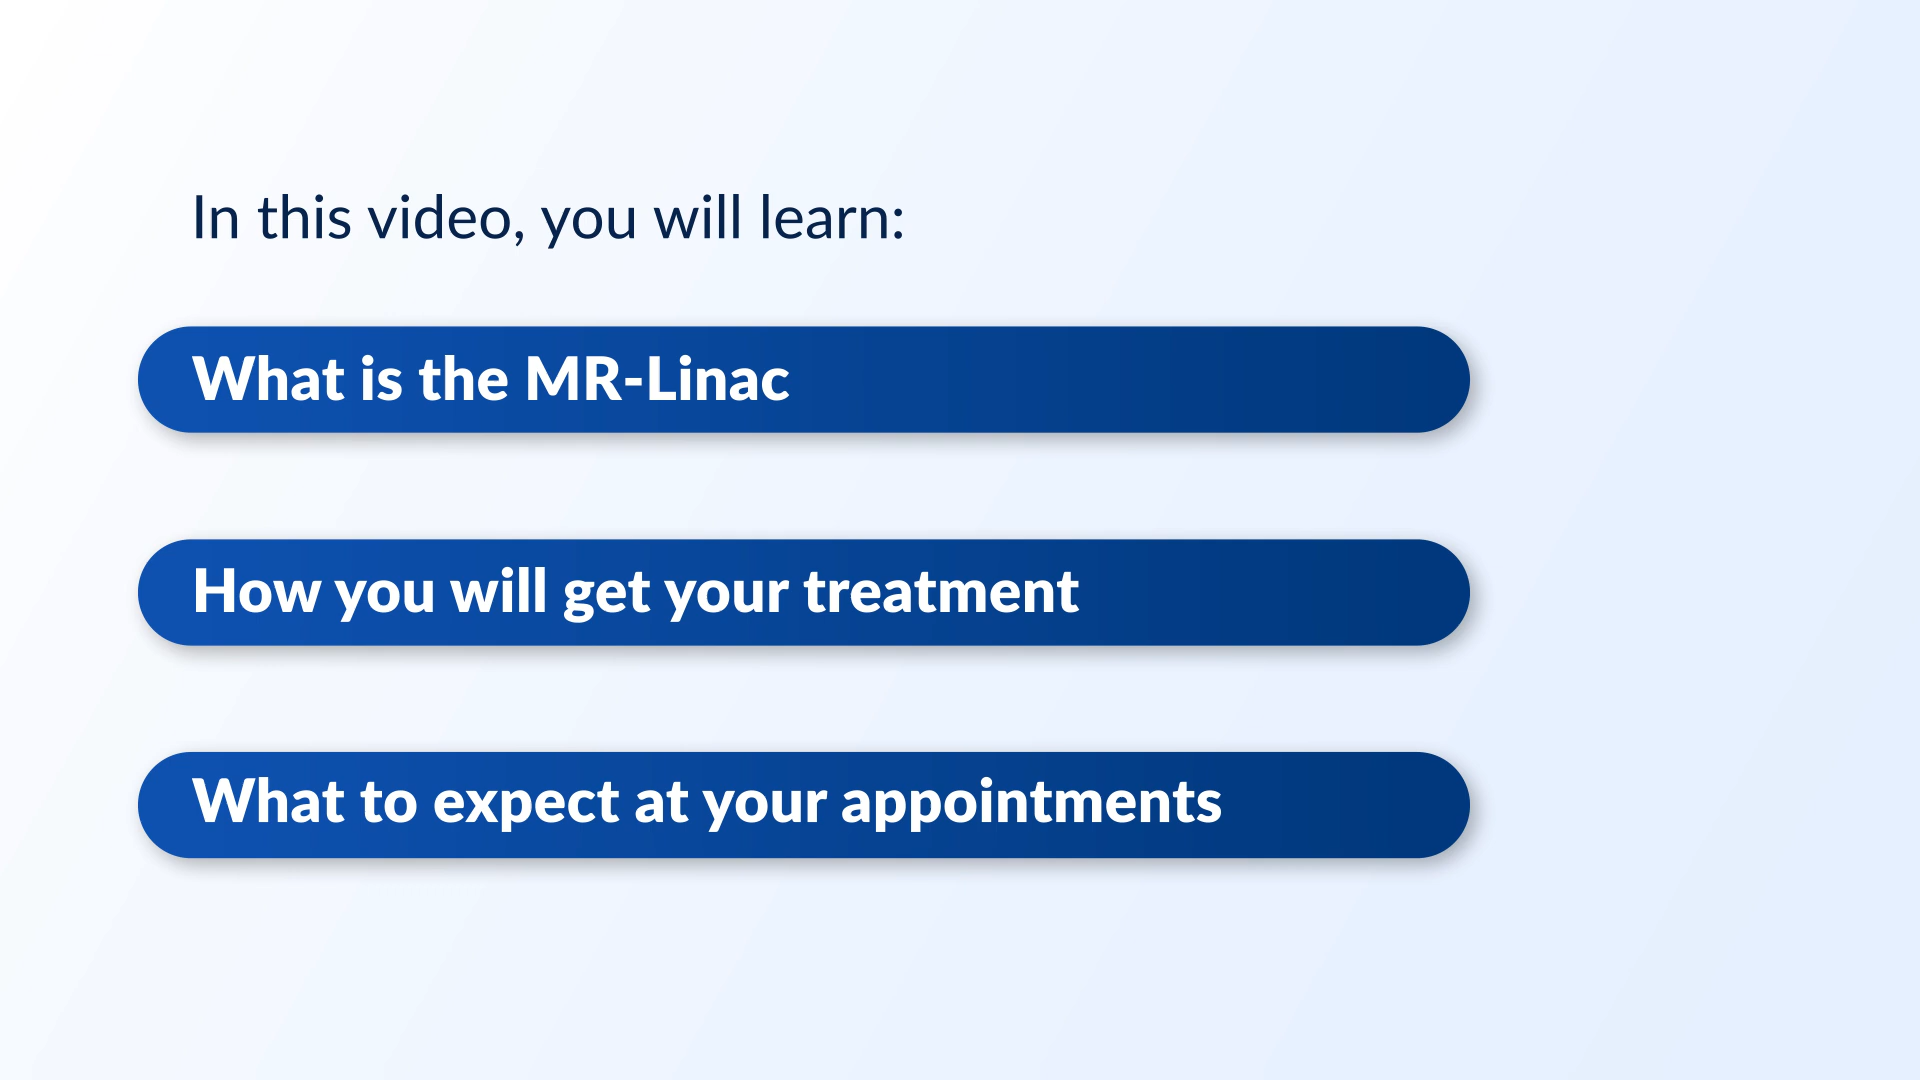 In this video, you will learn:
What is the MR-Linac
How you will get your treatment
What to expect at your appointments